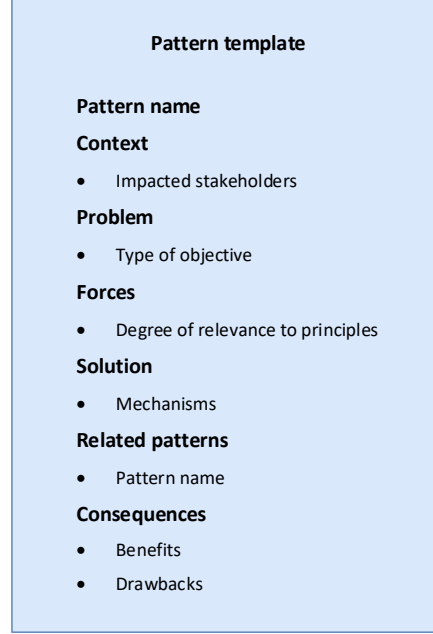 Pattern template
Pattern name
Context
• Impacted stakeholders
Problem
• Type of objective
Forces
• Degree of relevance to principles
Solution
• Mechanisms
Related patterns
• Pattern name
Consequences
• Benefits
• Drawbacks